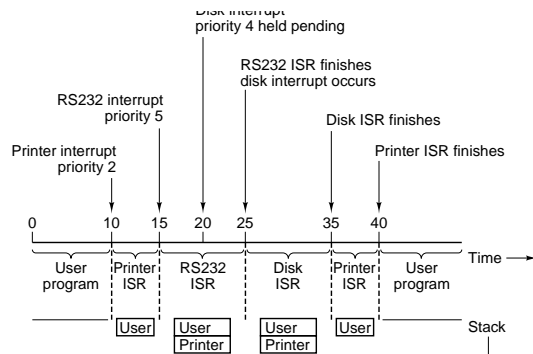 Disk interrupt
priority 4 held pending
RS232 ISR finishes
disk interrupt occurs
RS232 interrupt
priority 5
Disk ISR finishes
Printer interrupt
priority 2
Printer ISR finishes
0 10 15 20 25 35 40
Time
User
program
Printer
ISR
RS232
ISR
Disk
ISR
Printer
ISR
User
program
Stack
User
User
Printer
User
Printer
User